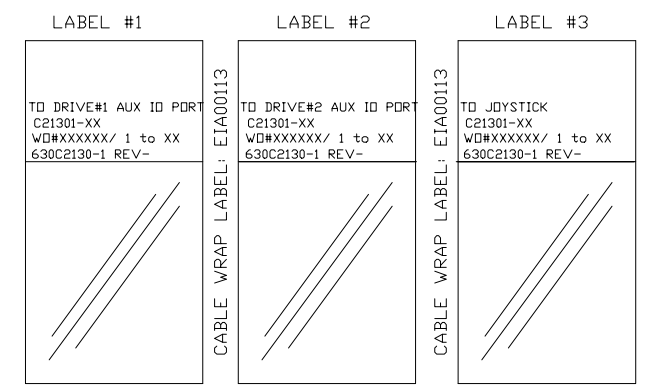 LABEL #1
TO DRIVE#1 AUX IO PORT
C21301-XX
WO#XXXXXX/ 1 to XX
630C2130-1 REV-
CABLE WRAP LABEL: EIA00113
LABEL #2
TO DRIVE#2 AUX IO PORT
C21301-XX
WO#XXXXXX/ 1 to XX
630C2130-1 REV-
CABLE WRAP LABEL: EIA00113
LABEL #3
TO JOYSTICK
C21301-XX
WO#XXXXXX/ 1 to XX
630C2130-1 REV-